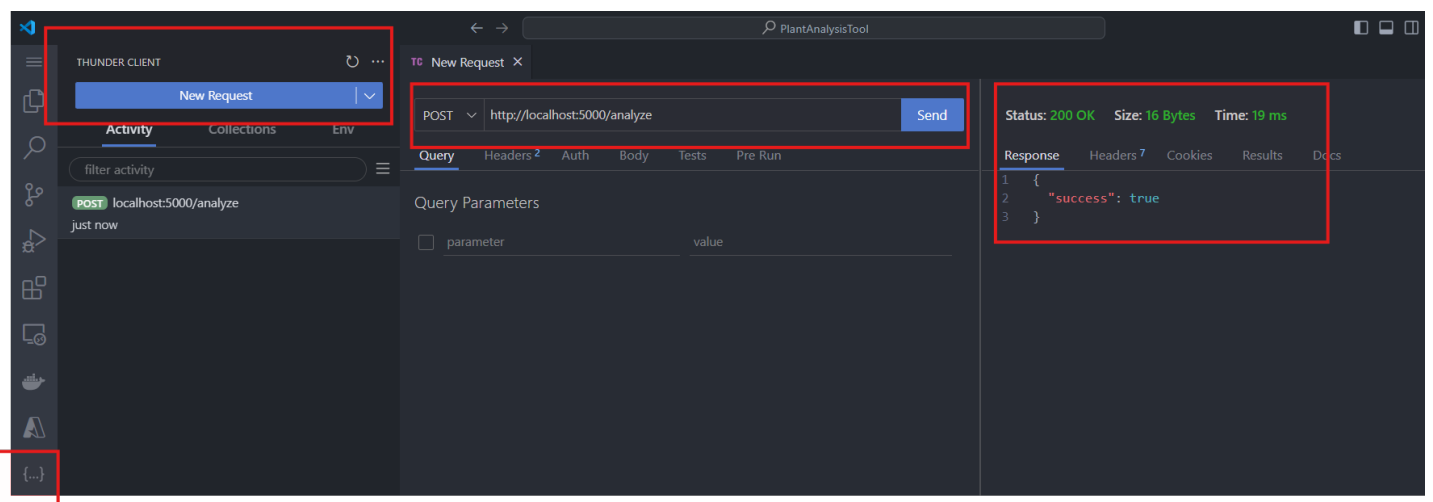 PlantAnalysisTool
THUNDER CLIENT
New Request
Activity Collections Env
filter activity
POST localhost:5000/analyze
just now
TC New Request
POST http://localhost:5000/analyze Send
Query Headers 2 Auth Body Tests Pre Run
Query Parameters
parameter value
Status: 200 OK Size: 16 Bytes Time: 19 ms
Response Headers 7 Cookies Results Docs
1 {
2 "success": true
3 }
{...}